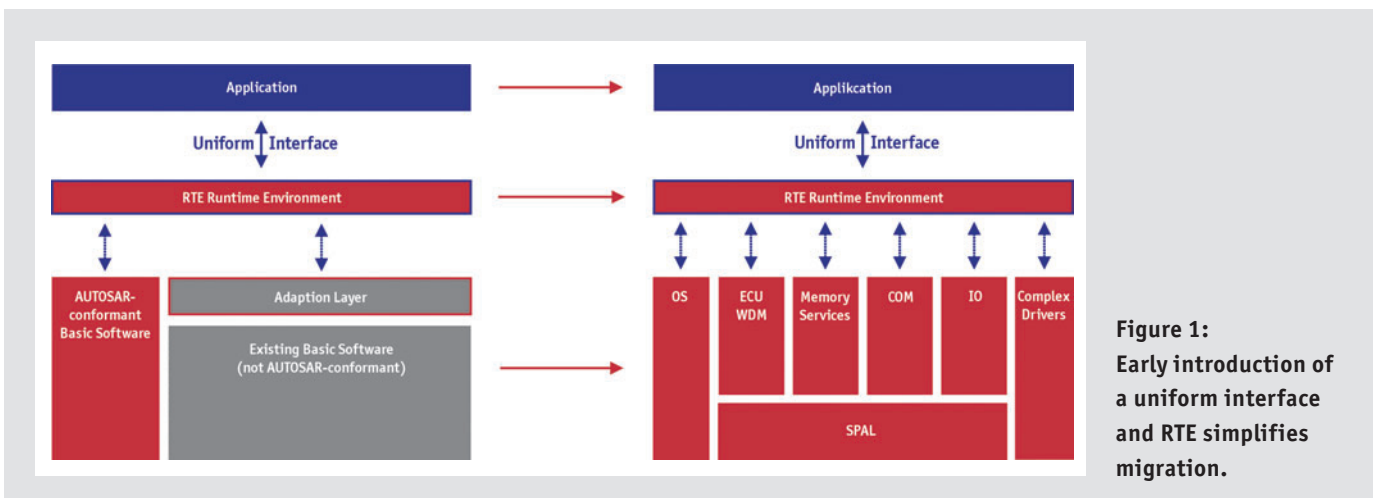 Application
Uniform Interface
RTE Runtime Environment
AUTOSAR-
conformant
Basic Software
Adaption Layer
Existing Basic Software
(not AUTOSAR-conformant)
Applikcation
Uniform Interface
RTE Runtime Environment
OS
ECU
WDM
Memory
Services
COM
IO
Complex
Drivers
SPAL
Figure 1:
Early introduction of
a uniform interface
and RTE simplifies
migration.